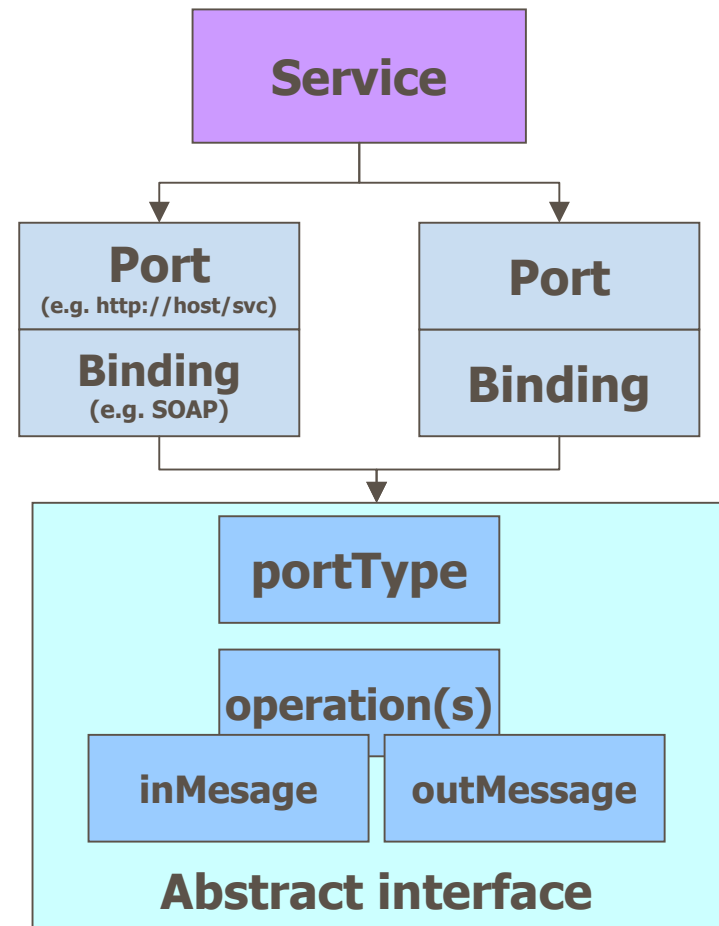 Service
Port
(e.g. http://host/svc)
Binding
(e.g. SOAP)
Port
Binding
portType
operation(s)
inMesage
outMessage
Abstract interface